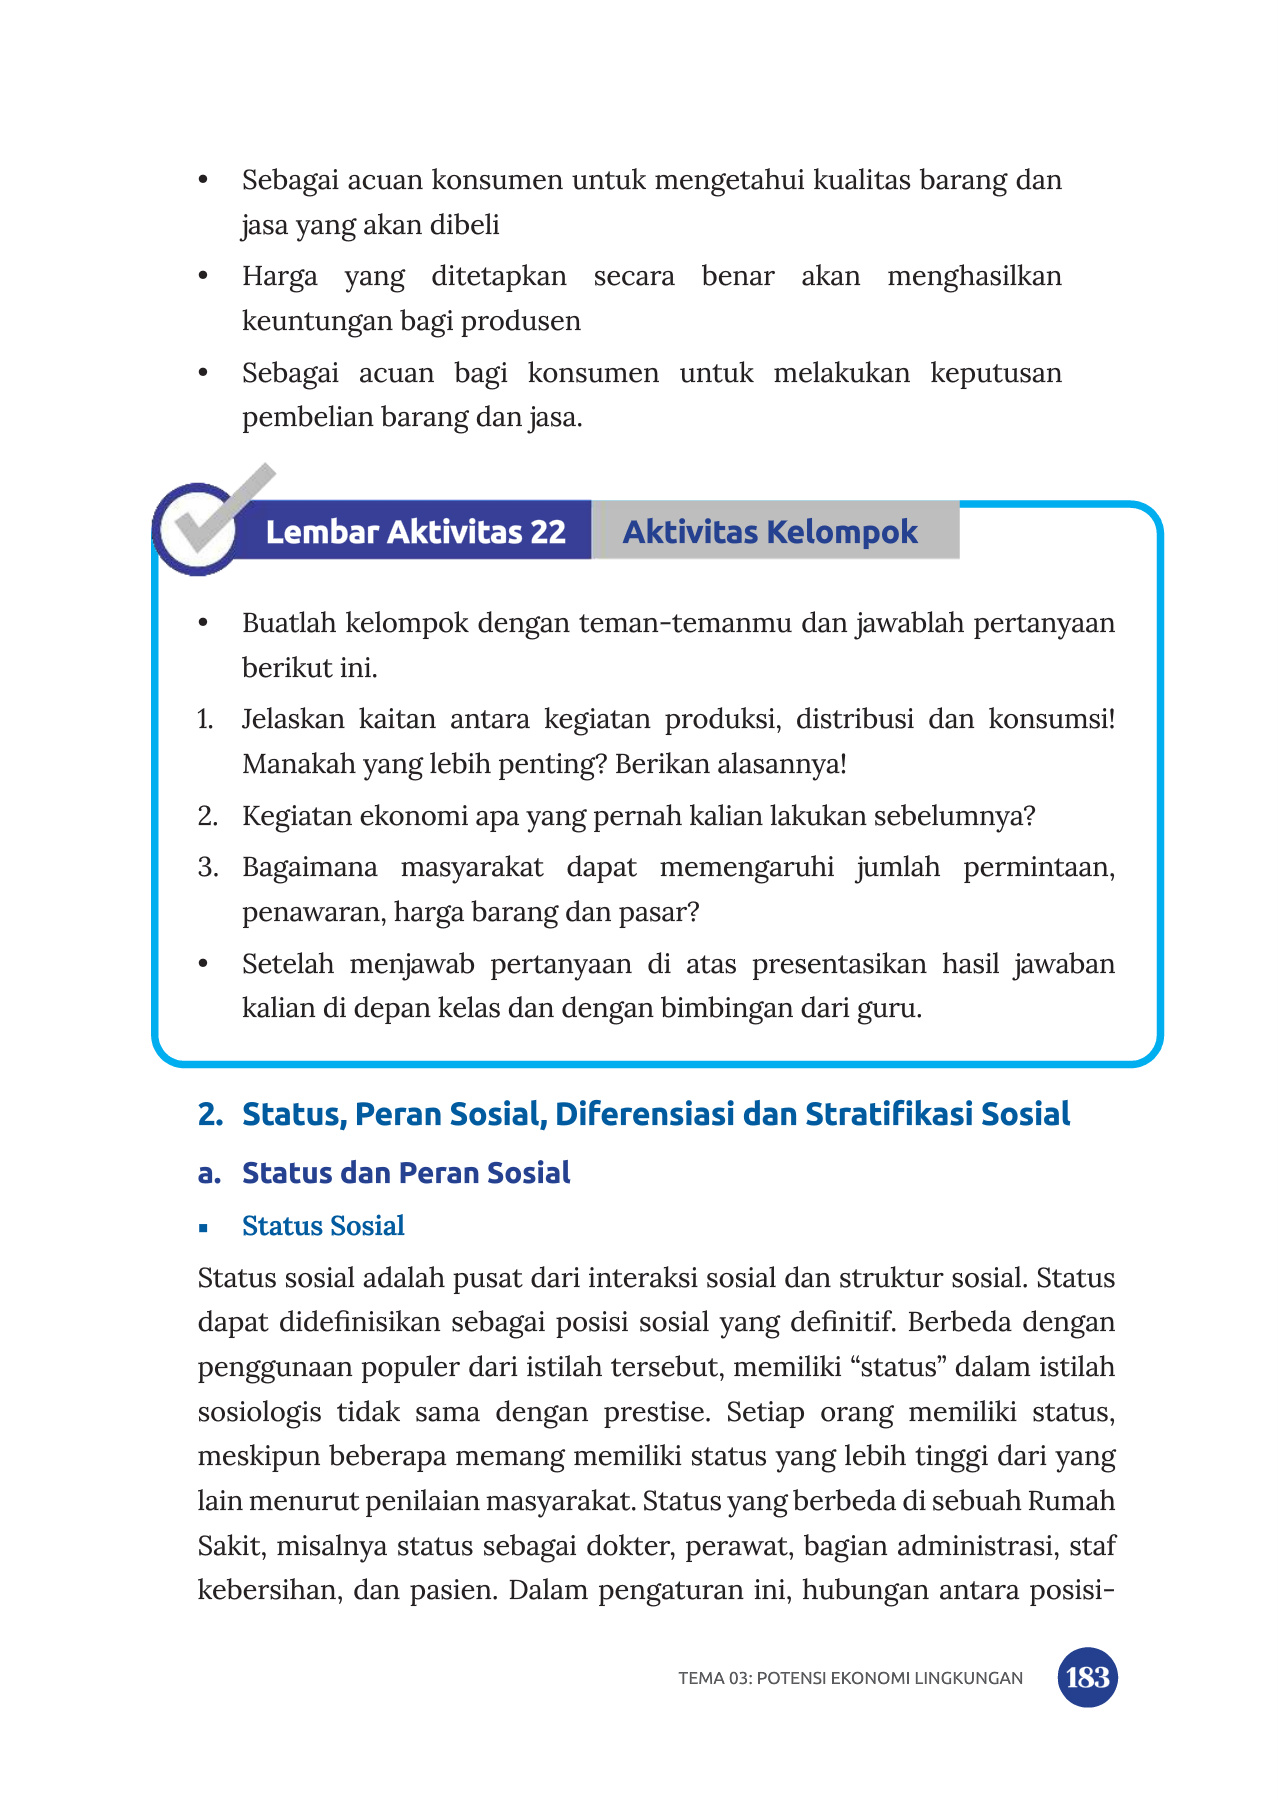 • Sebagai acuan konsumen untuk mengetahui kualitas barang dan
jasa yang akan dibeli
• Harga yang ditetapkan secara benar akan menghasilkan
keuntungan bagi produsen
• Sebagai acuan bagi konsumen untuk melakukan keputusan
pembelian barang dan jasa.
Lembar Aktivitas 22 Aktivitas Kelompok
• Buatlah kelompok dengan teman-temanmu dan jawablah pertanyaan
berikut ini.
1. Jelaskan kaitan antara kegiatan produksi, distribusi dan konsumsi!
Manakah yang lebih penting? Berikan alasannya!
2. Kegiatan ekonomi apa yang pernah kalian lakukan sebelumnya?
3. Bagaimana masyarakat dapat memengaruhi jumlah permintaan,
penawaran, harga barang dan pasar?
• Setelah menjawab pertanyaan di atas presentasikan hasil jawaban
kalian di depan kelas dan dengan bimbingan dari guru.
2. Status, Peran Sosial, Diferensiasi dan Stratifikasi Sosial
a. Status dan Peran Sosial
▪ Status Sosial
Status sosial adalah pusat dari interaksi sosial dan struktur sosial. Status
dapat didefinisikan sebagai posisi sosial yang definitif. Berbeda dengan
penggunaan populer dari istilah tersebut, memiliki “status” dalam istilah
sosiologis tidak sama dengan prestise. Setiap orang memiliki status,
meskipun beberapa memang memiliki status yang lebih tinggi dari yang
lain menurut penilaian masyarakat. Status yang berbeda di sebuah Rumah
Sakit, misalnya status sebagai dokter, perawat, bagian administrasi, staf
kebersihan, dan pasien. Dalam pengaturan ini, hubungan antara posisi-
TEMA 03: POTENSI EKONOMI LINGKUNGAN 183